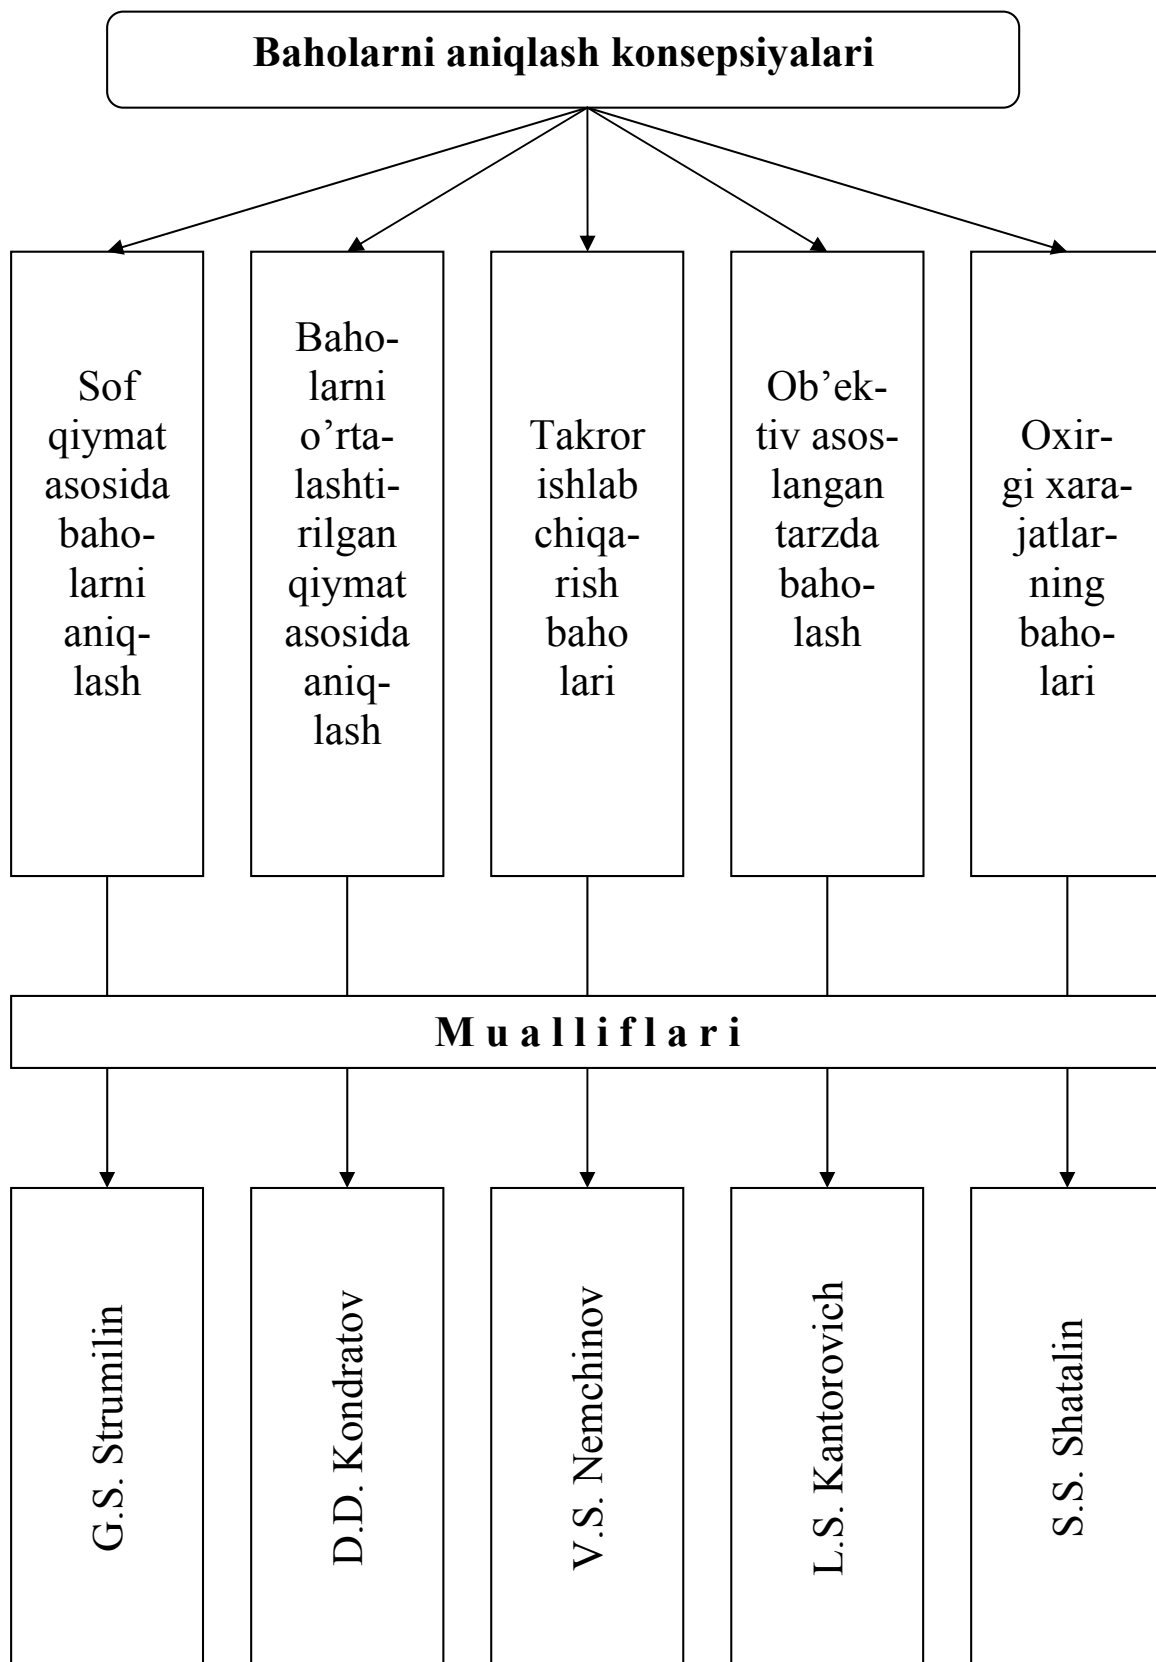 Baholarni aniqlash konsepsiyalari
Sof
qiymat
asosida
baho-
larni
aniq-
lash
Baho-
larni
o’rta-
lashti-
rilgan
qiymat
asosida
aniq-
lash
Takror
ishlab
chiqa-
rish
baho
lari
Ob’ek-
tiv asos-
langan
tarzda
baho-
lash
Oxir-
gi xara-
jatlar-
ning
baho-
lari
M u a l l i f l a r i
G.S. Strumilin
D.D. Kondratov
V.S. Nemchinov
L.S. Kantorovich
S.S. Shatalin